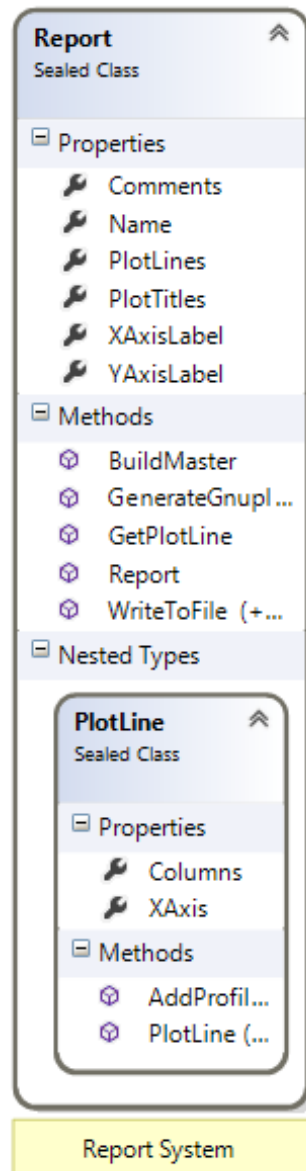 Report
Sealed Class
Properties
Comments
Name
PlotLines
PlotTitles
XAxisLabel
YAxisLabel
Methods
BuildMaster
GenerateGnupl...
GetPlotLine
Report
WriteToFile (+...
Nested Types
PlotLine
Sealed Class
Properties
Columns
XAxis
Methods
AddProfil...
PlotLine (...
Report System